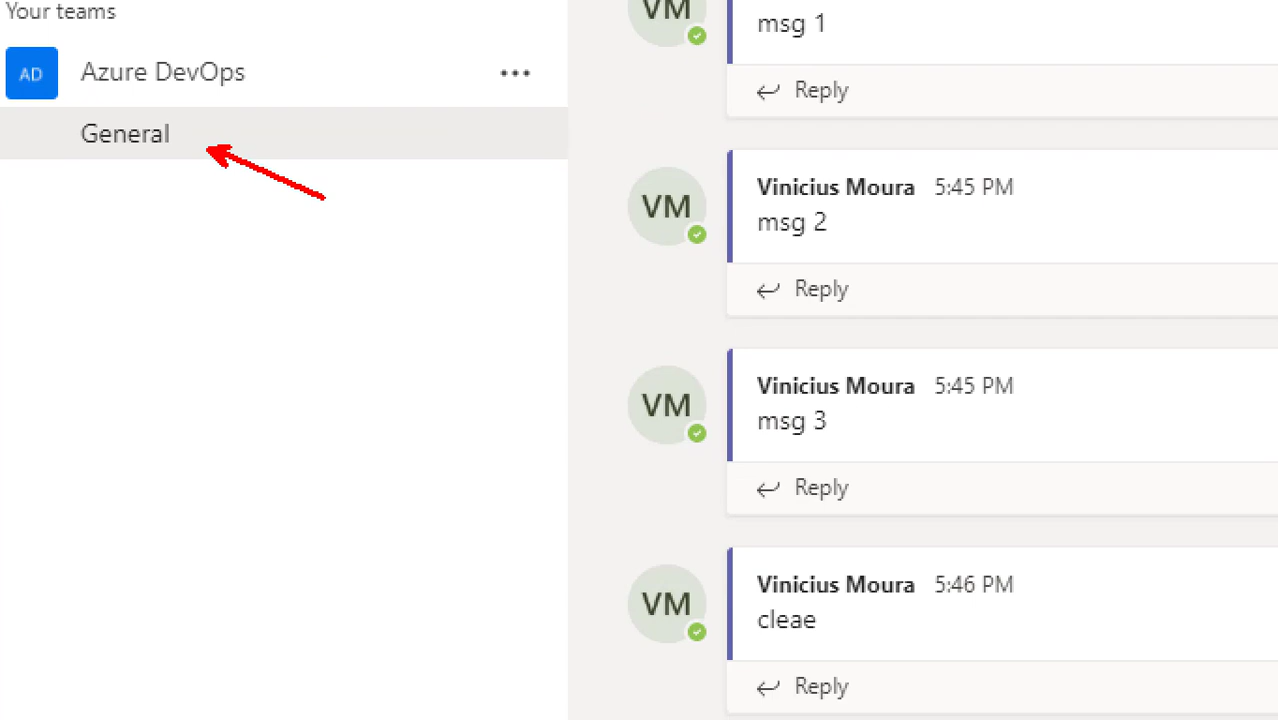 Your teams
AD
Azure DevOps
General
VM
msg 1
Reply
VM
Vinicius Moura 5:45 PM
msg 2
Reply
VM
Vinicius Moura 5:45 PM
msg 3
Reply
VM
Vinicius Moura 5:46 PM
cleae
Reply